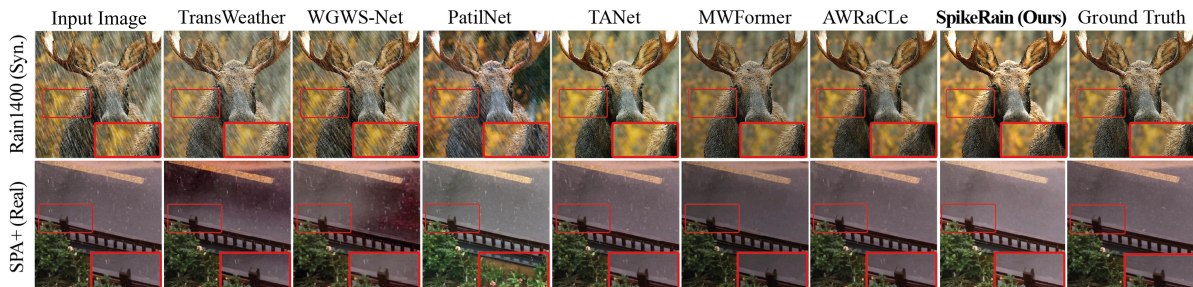 Input Image TransWeather WGWS-Net PatilNet TANet MWFormer AWRaCLe SpikeRain (Ours) Ground Truth
Rain1400 (Syn.)
SPA+ (Real)